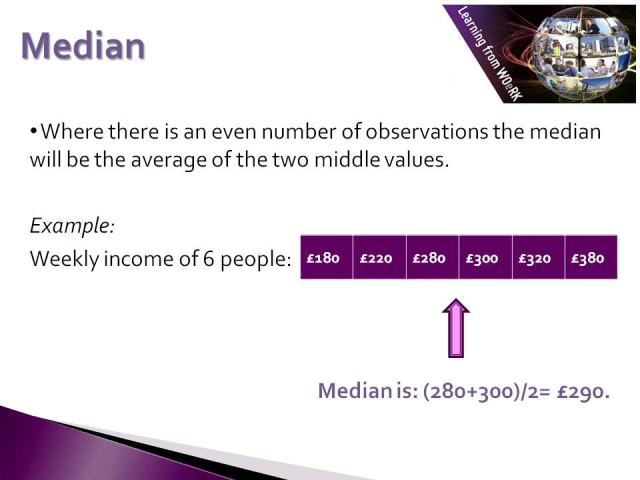 Median
Learning from WOeRK
•Where there is an even number of observations the median
will be the average of the two middle values.
Example:
Weekly income of 6 people: £180 £220 £280 £300 £320 £380
Median is: (280+300)/2= £290.